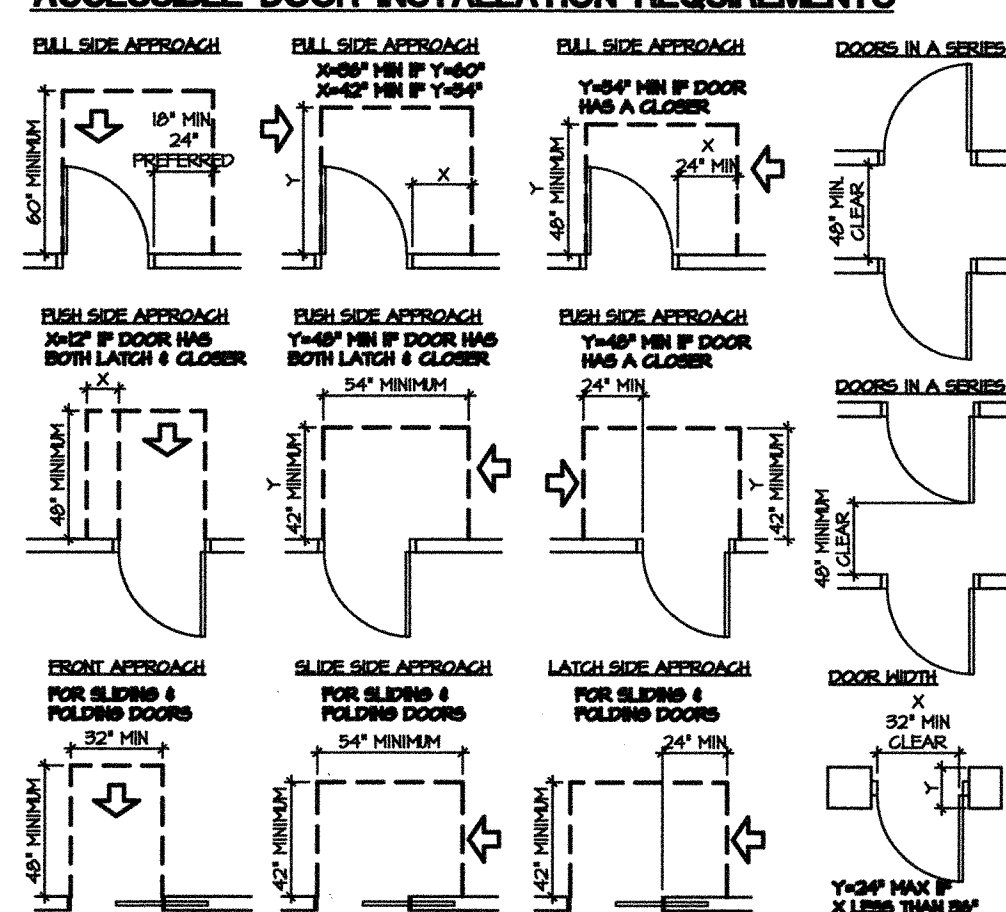 ACCESSIBLE DOOR INSTALLATION REQUIREMENTS
PULL SIDE APPROACH
60" MINIMUM
18" MIN
24"
PREFERRED
PULL SIDE APPROACH
X=36" MIN IF Y=60"
X=42" MIN IF Y=54"
Y
X
PULL SIDE APPROACH
Y=54" MIN IF DOOR
HAS A CLOSER
Y
48" MINIMUM
X
24" MIN
DOORS IN A SERIES
48" MIN.
CLEAR
PUSH SIDE APPROACH
X=12" IF DOOR HAS
BOTH LATCH & CLOSER
X
48" MINIMUM
PUSH SIDE APPROACH
Y=48" MIN IF DOOR HAS
BOTH LATCH & CLOSER
54" MINIMUM
Y
42" MINIMUM
PUSH SIDE APPROACH
Y=48" MIN IF DOOR
HAS A CLOSER
24" MIN
Y
42" MINIMUM
DOORS IN A SERIES
48" MINIMUM
CLEAR
FRONT APPROACH
FOR SLIDING &
FOLDING DOORS
32" MIN
48" MINIMUM
SLIDE SIDE APPROACH
FOR SLIDING &
FOLDING DOORS
54" MINIMUM
42" MINIMUM
LATCH SIDE APPROACH
FOR SLIDING &
FOLDING DOORS
24" MIN
42" MINIMUM
DOOR WIDTH
X
32" MIN
CLEAR
Y
Y=24" MAX IF
X LESS THAN 36"